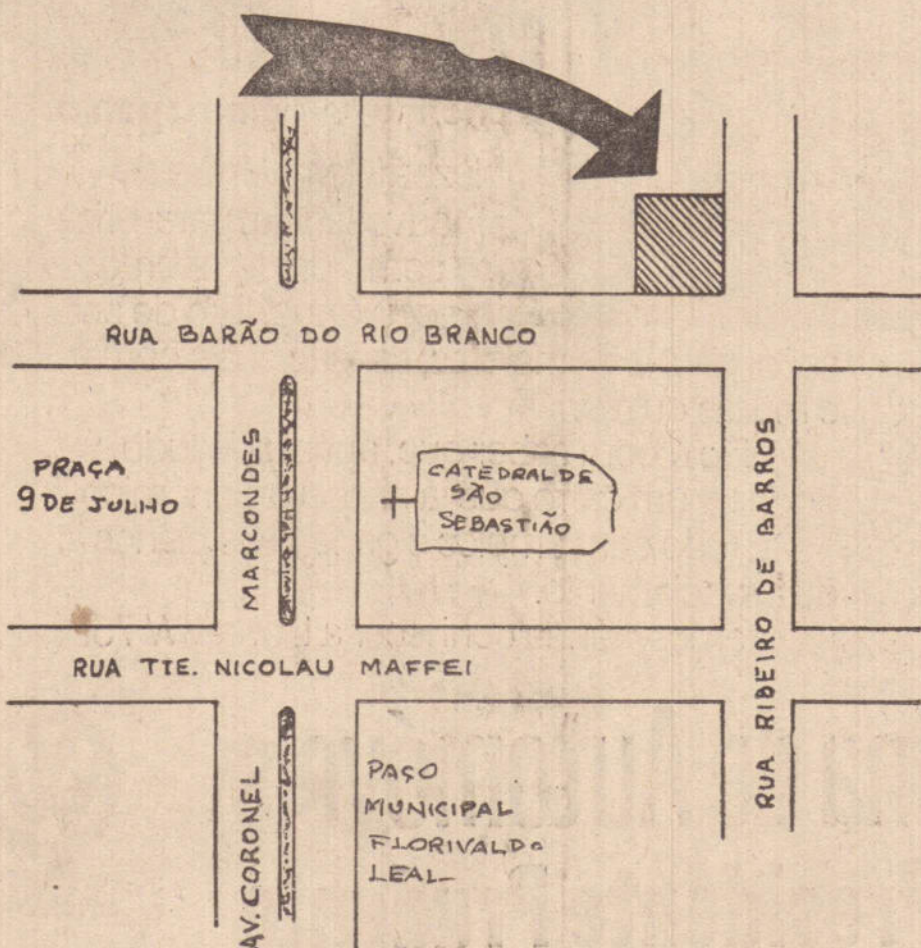 RUA BARÃO DO RIO BRANCO
PRAÇA
9 DE JULHO
CATEDRAL DE
SÃO
SEBASTIÃO
AV. CORONEL MARCONDES
RUA RIBEIRO DE BARROS
RUA TTE. NICOLAU MAFFEI
PAÇO
MUNICIPAL
FLORIVALDO
LEAL